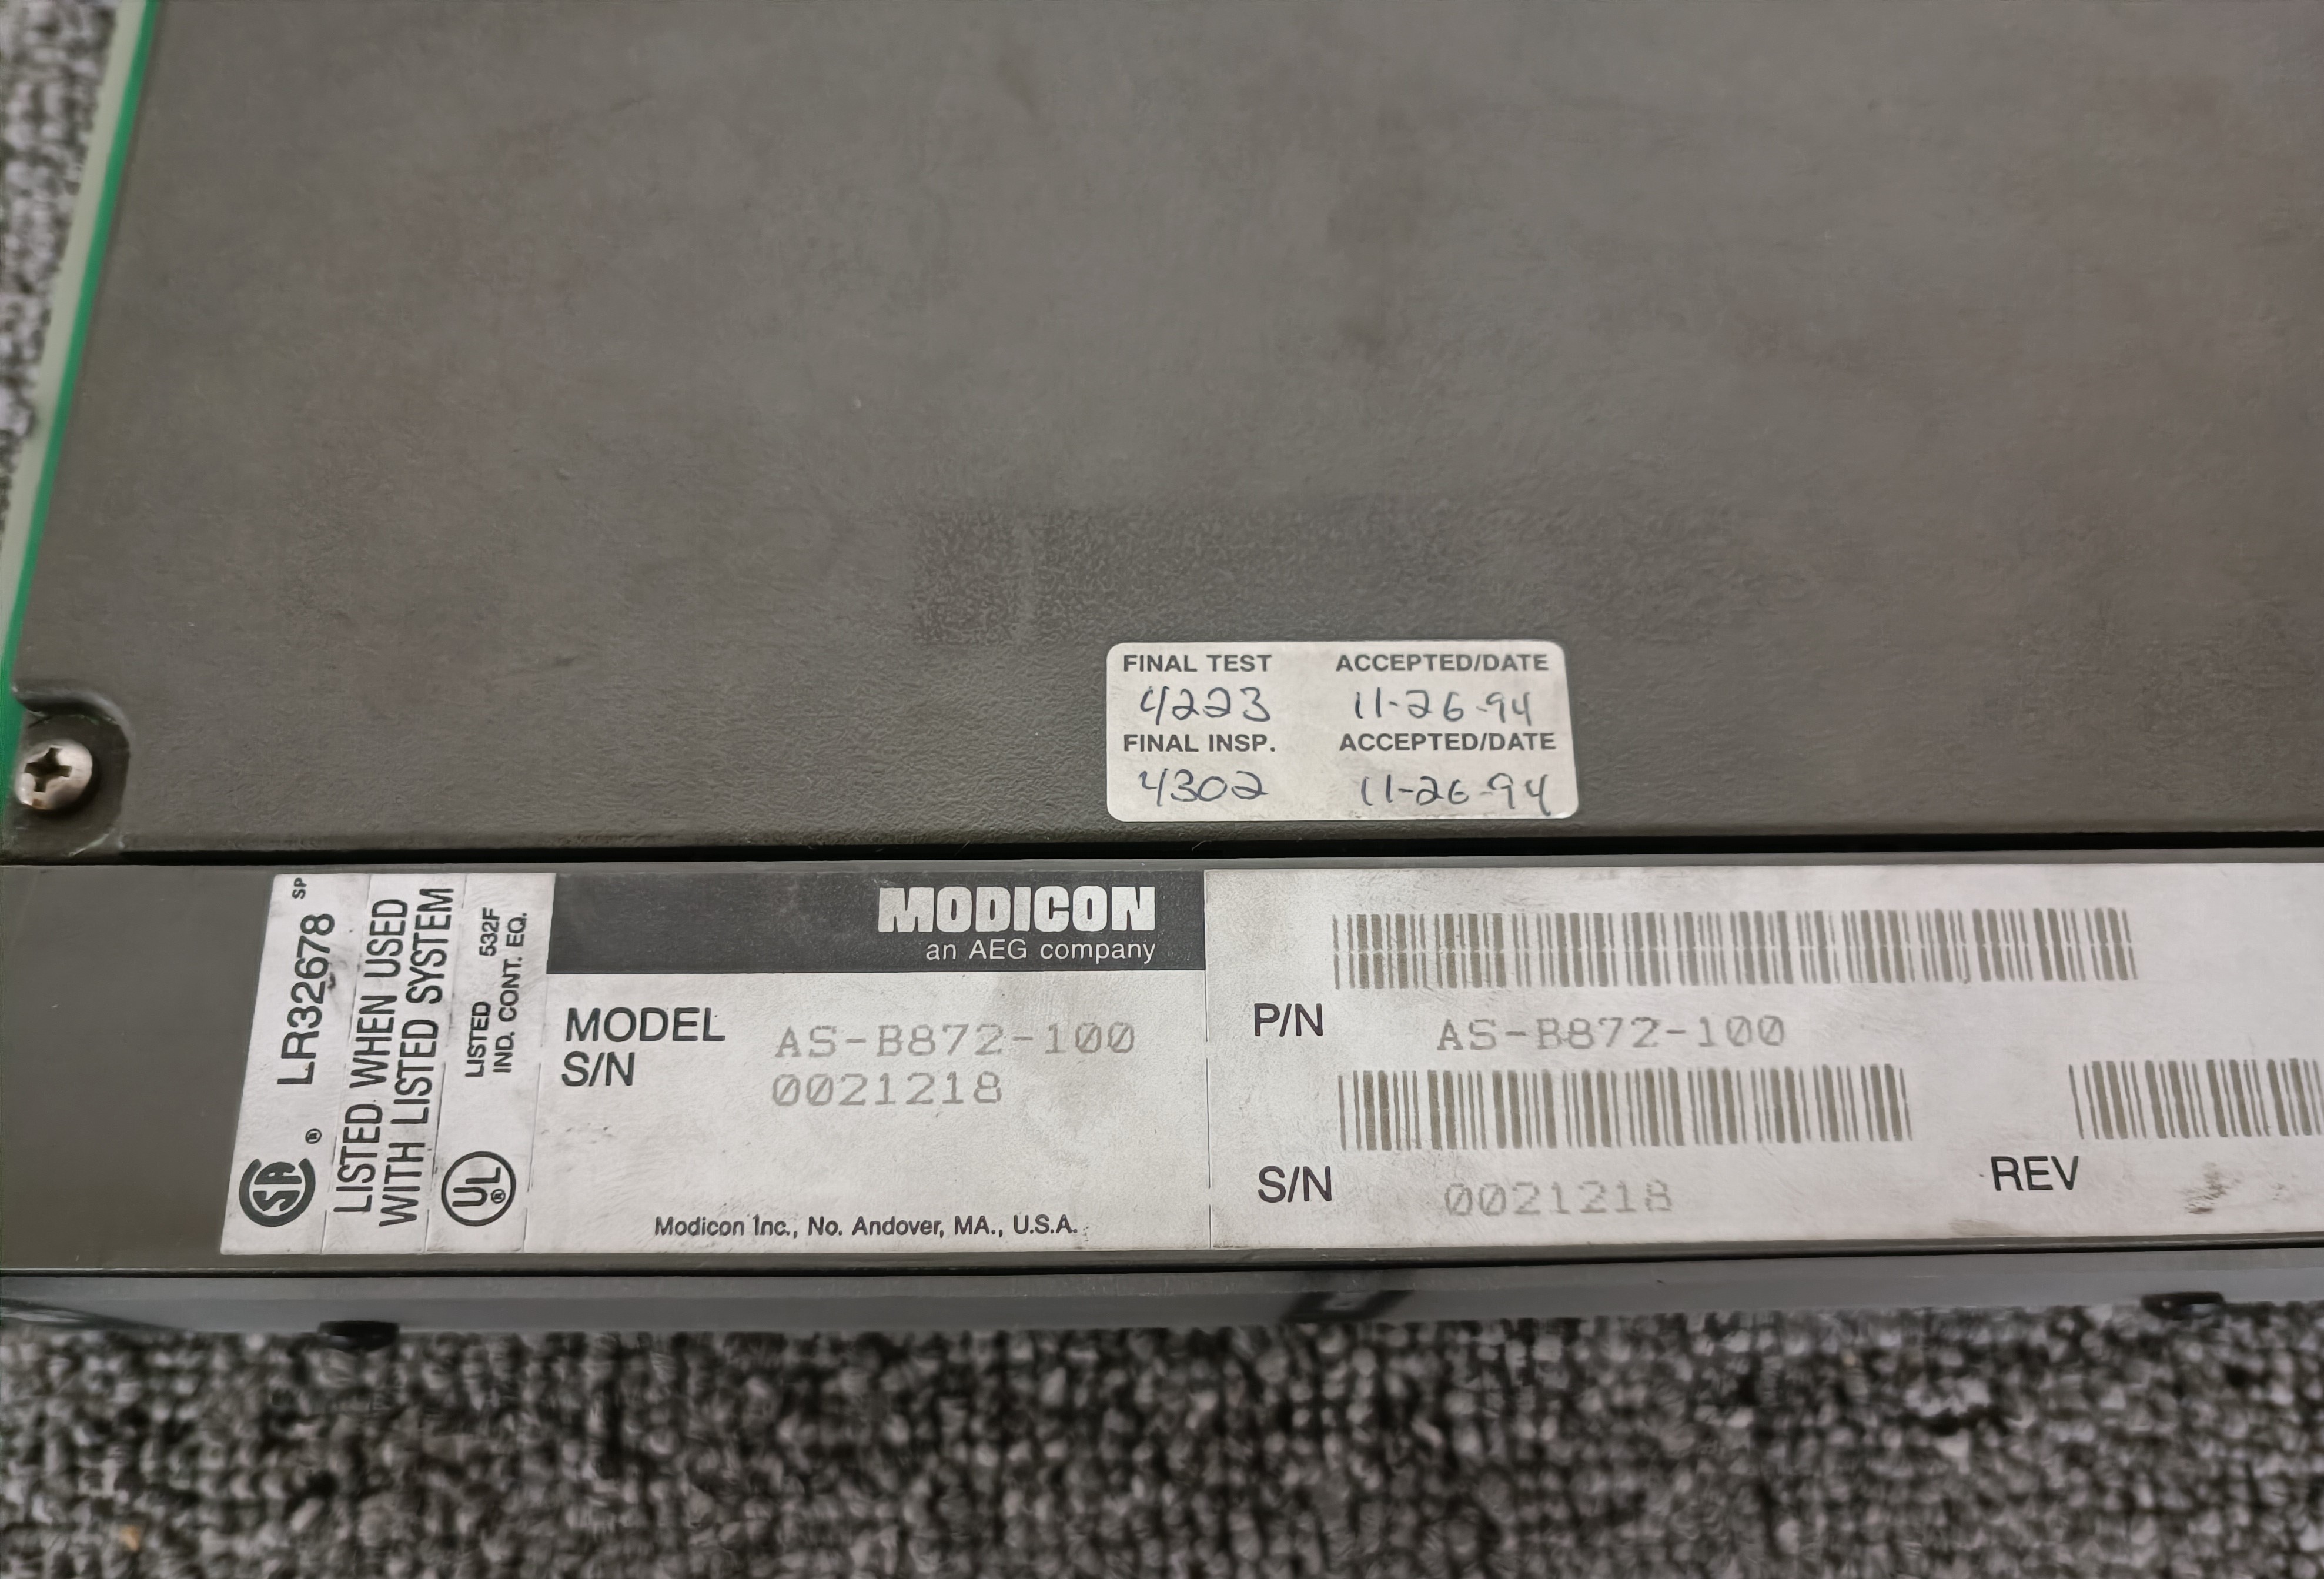 FINAL TEST ACCEPTED/DATE
4223 11-26-94
FINAL INSP. ACCEPTED/DATE
4302 11-26-94
SA ® LR32678 SP
LISTED WHEN USED
WITH LISTED SYSTEM
UL ® LISTED 532F
IND. CONT. EQ.
MODICON
an AEG company
MODEL AS-B872-100
S/N 0021218
Modicon Inc., No. Andover, MA., U.S.A.
P/N AS-B872-100
S/N 0021218
REV